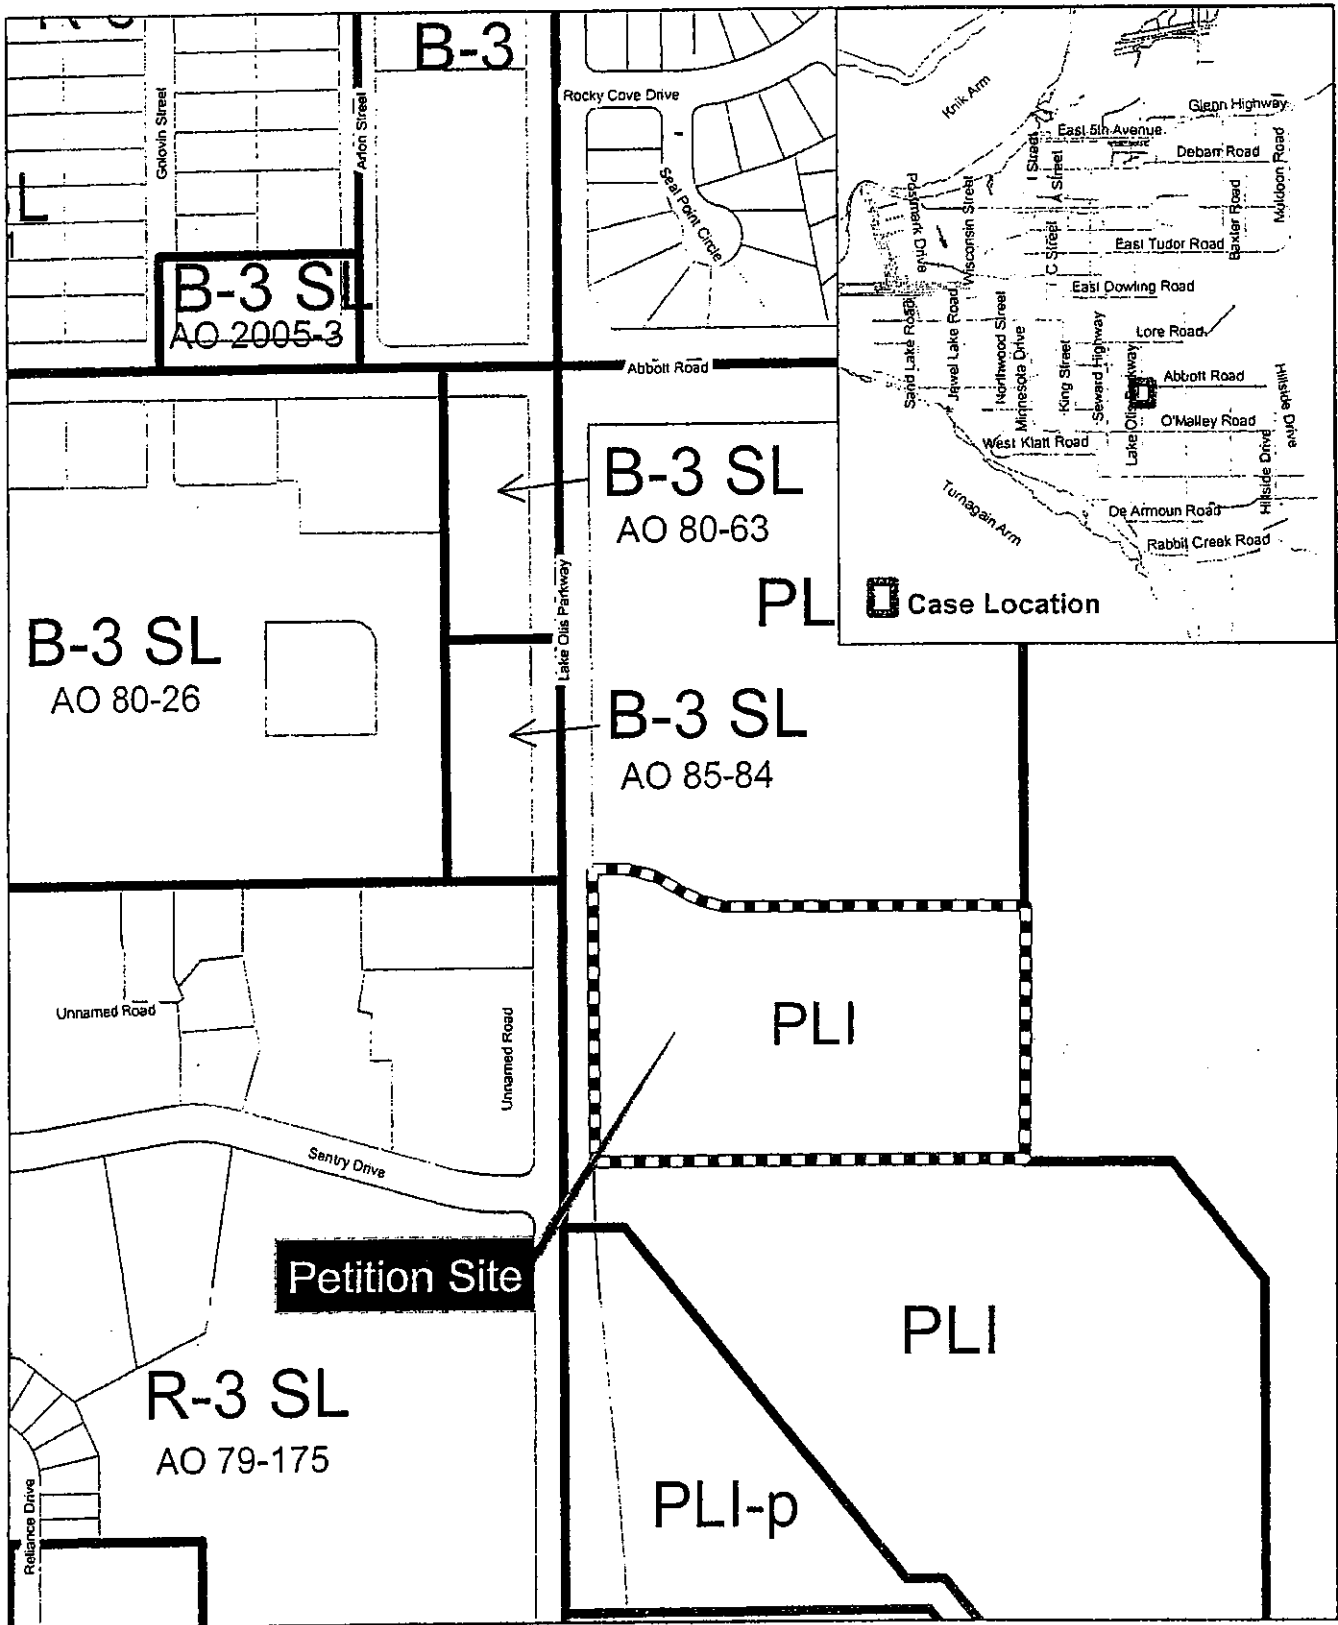 B-3
Rocky Cove Drive
Golovin Street
Arlon Street
Seal Point Circle
B-3 SL
AO 2005-3
Abbott Road
B-3 SL
AO 80-63
PL
Lake Otis Parkway
B-3 SL
AO 80-26
B-3 SL
AO 85-84
PLI
Unnamed Road
Unnamed Road
Sentry Drive
Petition Site
PLI
R-3 SL
AO 79-175
PLI-p
Reliance Drive
Knik Arm
Glenn Highway
East 5th Avenue
Debarr Road
I Street
A Street
C Street
Muldoon Road
Baxter Road
Postmark Drive
Wisconsin Street
East Tudor Road
East Dowling Road
Sand Lake Road
Jewel Lake Road
Northwood Street
Minnesota Drive
King Street
Seward Highway
Lake Otis Parkway
Lore Road
Abbott Road
O'Malley Road
Hillside Drive
Hillside Drive
West Klatt Road
De Armoun Road
Rabbit Creek Road
Turnagain Arm
Case Location